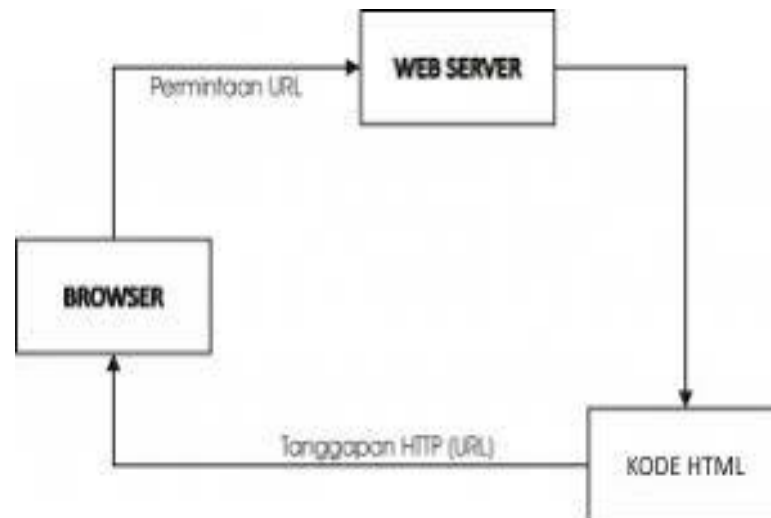 WEB SERVER
Permintaan URL
BROWSER
Tanggapan HTTP (URL)
KODE HTML